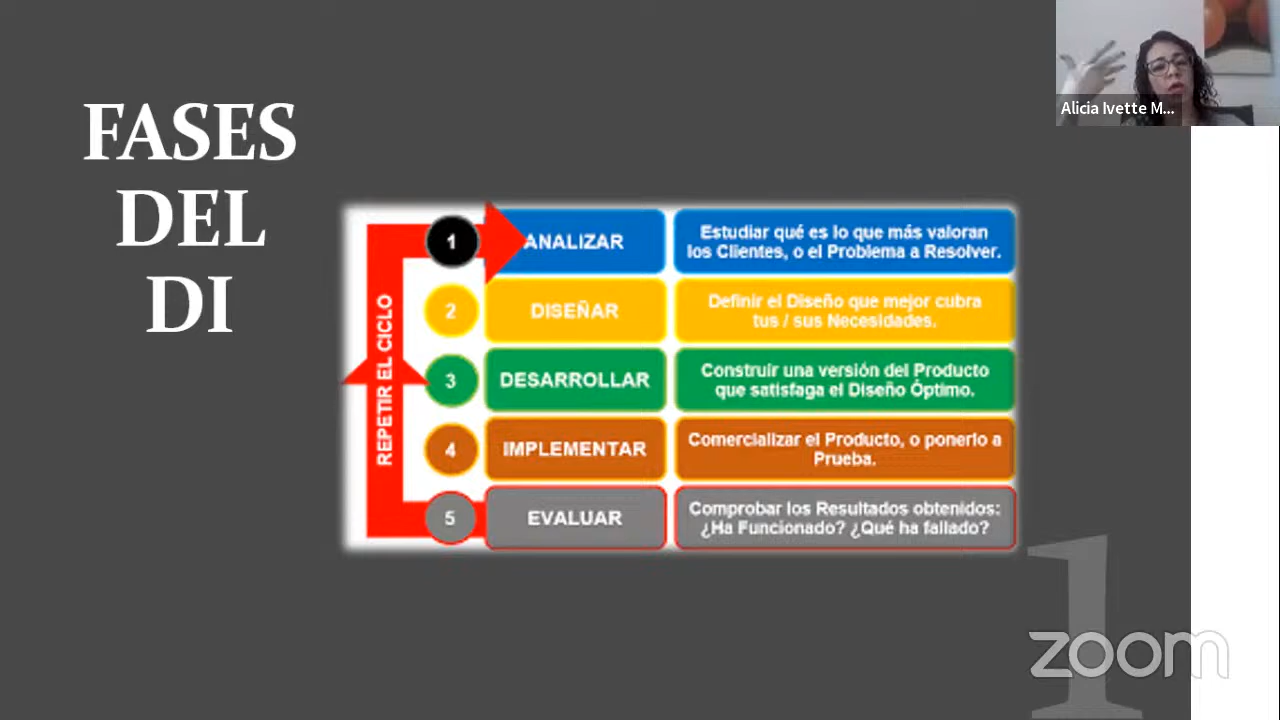 FASES
DEL
DI
Alicia Ivette M...
REPETIR EL CICLO
1
ANALIZAR
Estudiar qué es lo que más valoran
los Clientes, o el Problema a Resolver.
2
DISEÑAR
Definir el Diseño que mejor cubra
tus / sus Necesidades.
3
DESARROLLAR
Construir una versión del Producto
que satisfaga el Diseño Óptimo.
4
IMPLEMENTAR
Comercializar el Producto, o ponerlo a
Prueba.
5
EVALUAR
Comprobar los Resultados obtenidos:
¿Ha Funcionado? ¿Qué ha fallado?
1
zoom